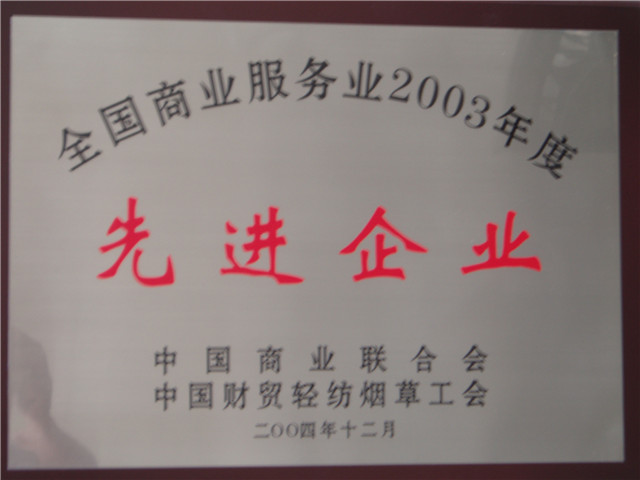 全国商业服务业2003年度
先进企业
中国商业联合会
中国财贸轻纺烟草工会
二〇〇四年十二月